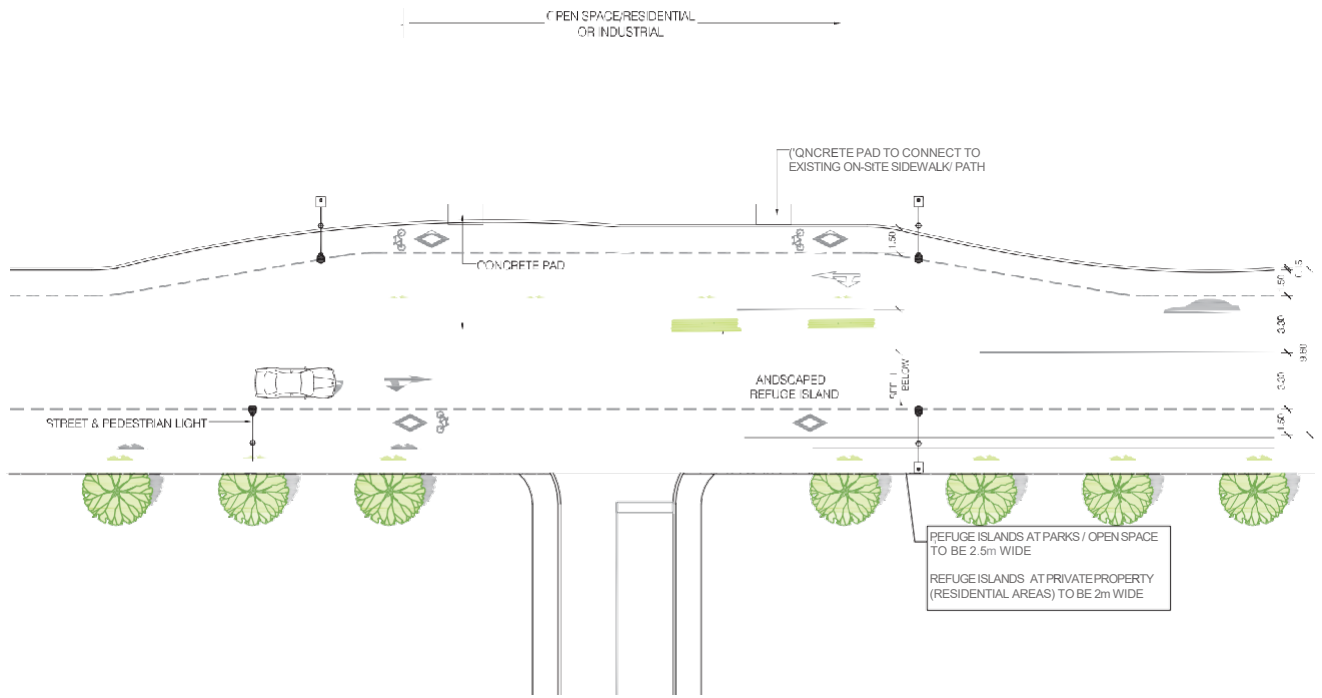 ( PEN SPACE/RESIDENTIAL
OR INDUSTRIAL
('QNCRETE PAD TO CONNECT TO
EXISTING ON-SITE SIDEWALK/ PATH
1.50
CONCRETE PAD
.50
3.30
9.80
3.30
1.50
ANDSCAPED
REFUGE ISLAND
BELOW
STREET & PEDESTRIAN LIGHT
REFUGE ISLANDS AT PARKS / OPEN SPACE
TO BE 2.5m WIDE
REFUGE ISLANDS AT PRIVATE PROPERTY
(RESIDENTIAL AREAS) TO BE 2m WIDE